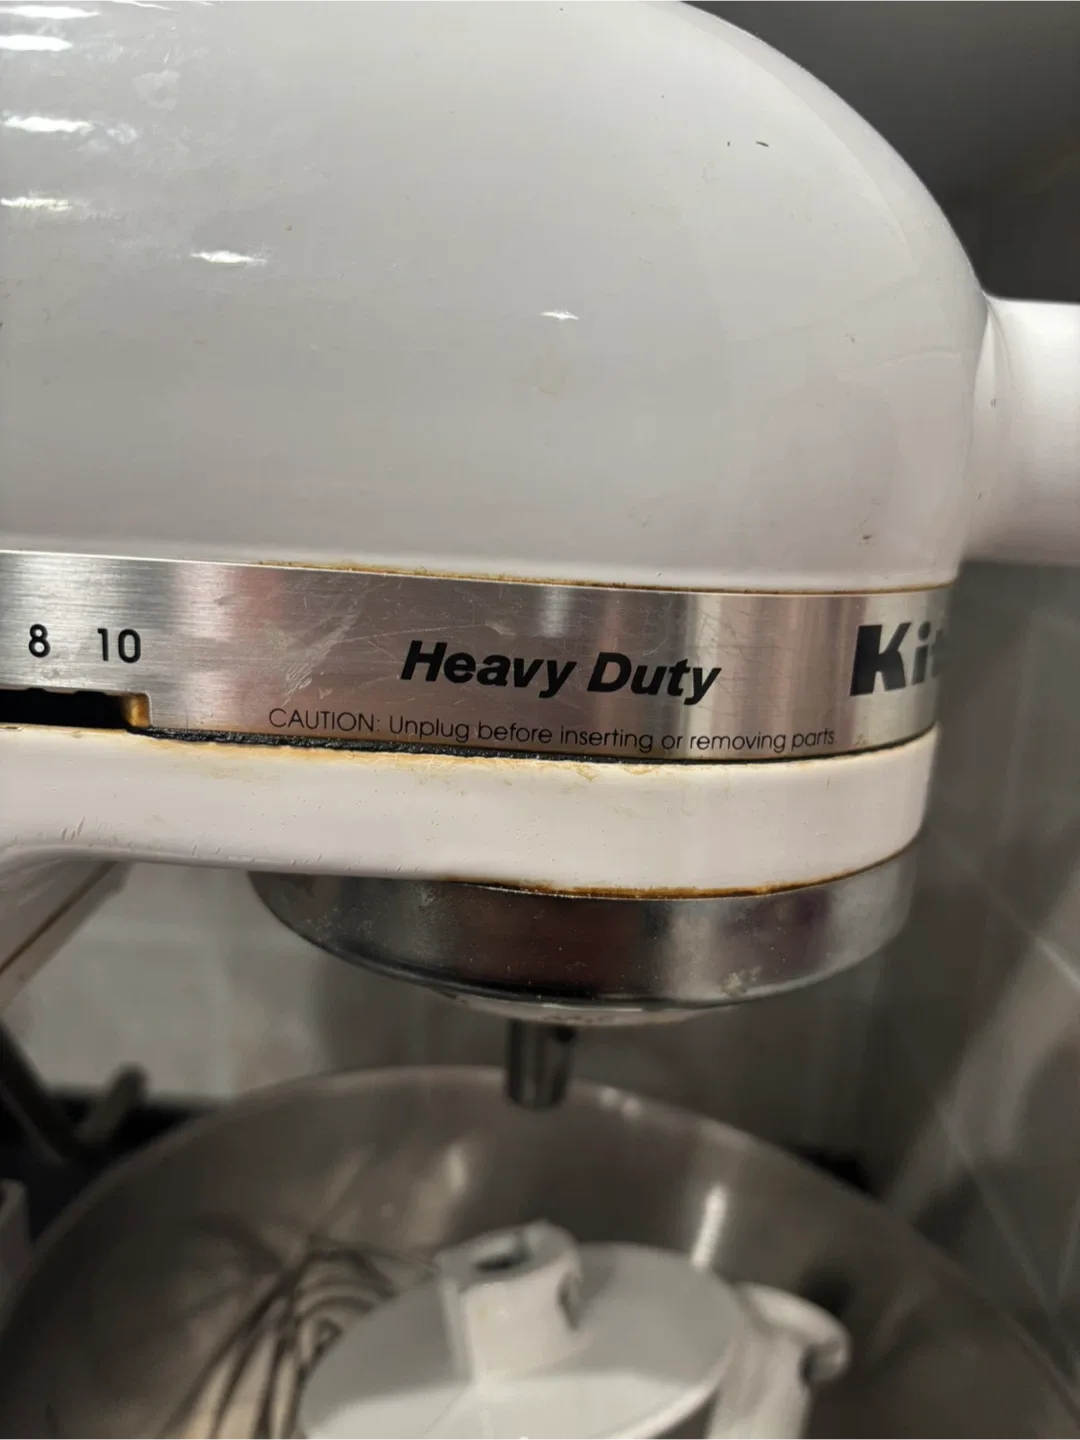 8 10
Heavy Duty
CAUTION: Unplug before inserting or removing parts.